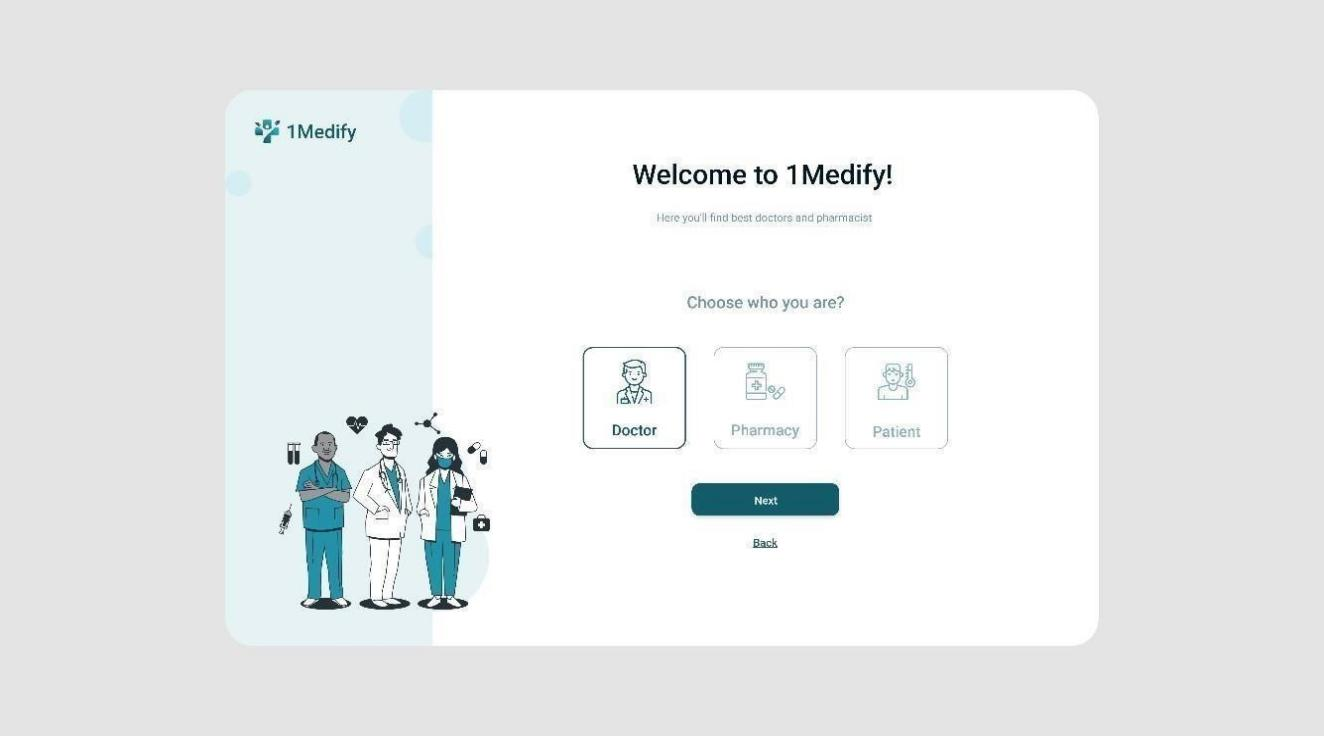 1Medify
Welcome to 1Medify!
Here you'll find best doctors and pharmacist
Choose who you are?
Doctor
Pharmacy
Patient
Next
Back